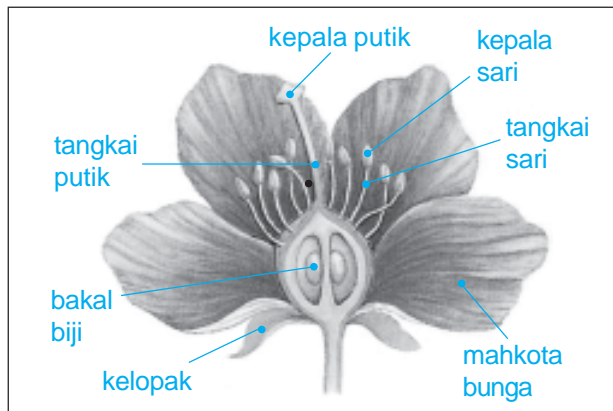 kepala putik
kepala
sari
tangkai
putik
tangkai
sari
bakal
biji
kelopak
mahkota
bunga